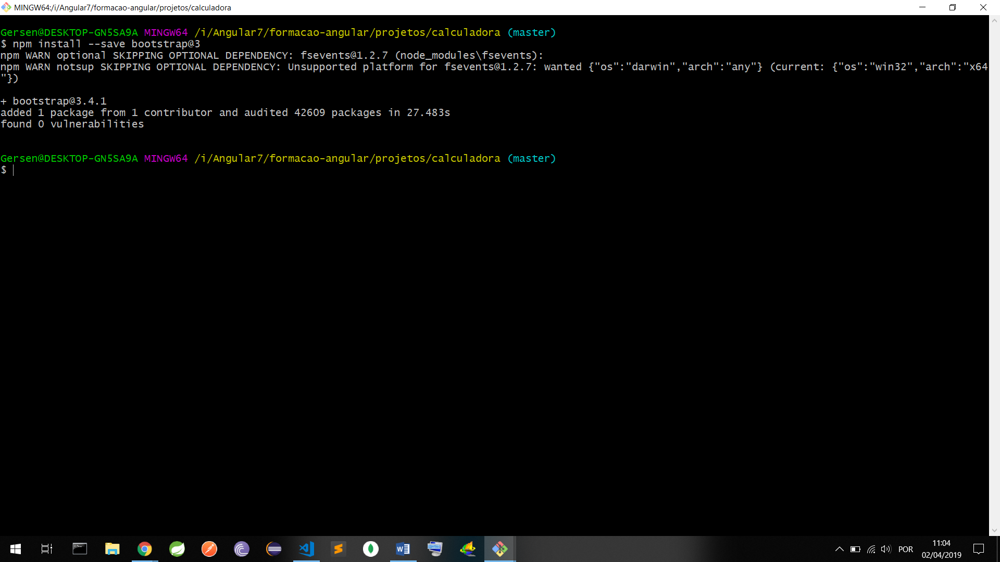 MINGW64:/i/Angular7/formacao-angular/projetos/calculadora
Gersen@DESKTOP-GN5SA9A MINGW64 /i/Angular7/formacao-angular/projetos/calculadora (master)
$ npm install --save bootstrap@3
npm WARN optional SKIPPING OPTIONAL DEPENDENCY: fsevents@1.2.7 (node_modules\fsevents):
npm WARN notsup SKIPPING OPTIONAL DEPENDENCY: Unsupported platform for fsevents@1.2.7: wanted {"os":"darwin","arch":"any"} (current: {"os":"win32","arch":"x64
"})
+ bootstrap@3.4.1
added 1 package from 1 contributor and audited 42609 packages in 27.483s
found 0 vulnerabilities
Gersen@DESKTOP-GN5SA9A MINGW64 /i/Angular7/formacao-angular/projetos/calculadora (master)
$
POR
11:04
02/04/2019